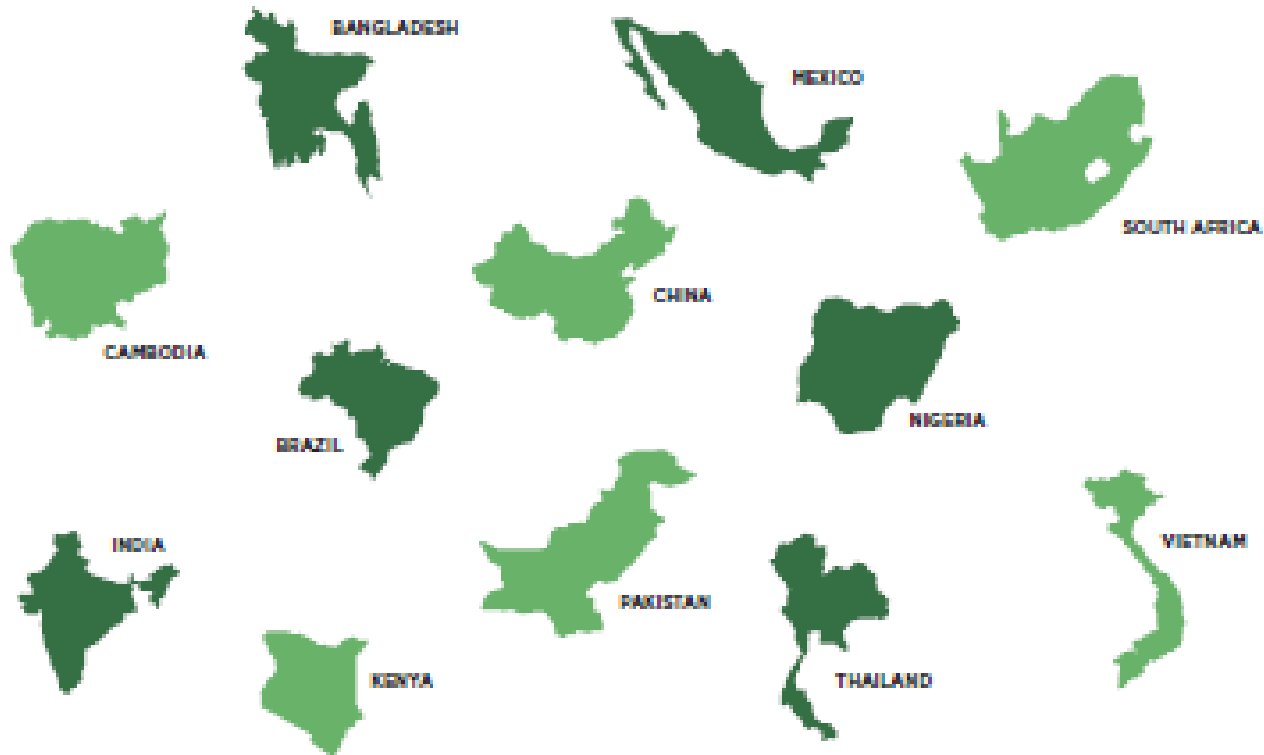 BANGLADESH
MEXICO
SOUTH AFRICA
CHINA
CAMBODIA
NIGERIA
BRAZIL
INDIA
VIETNAM
PAKISTAN
KENYA
THAILAND